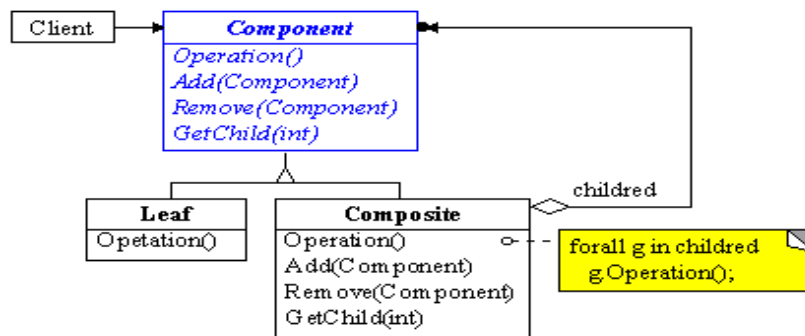 Client
Component
Operation()
Add(Component)
Remove(Component)
GetChild(int)
childred
Leaf
Opetation()
Composite
Operation()
Add(Component)
Remove(Component)
GetChild(int)
forall g in childred
g.Operation();